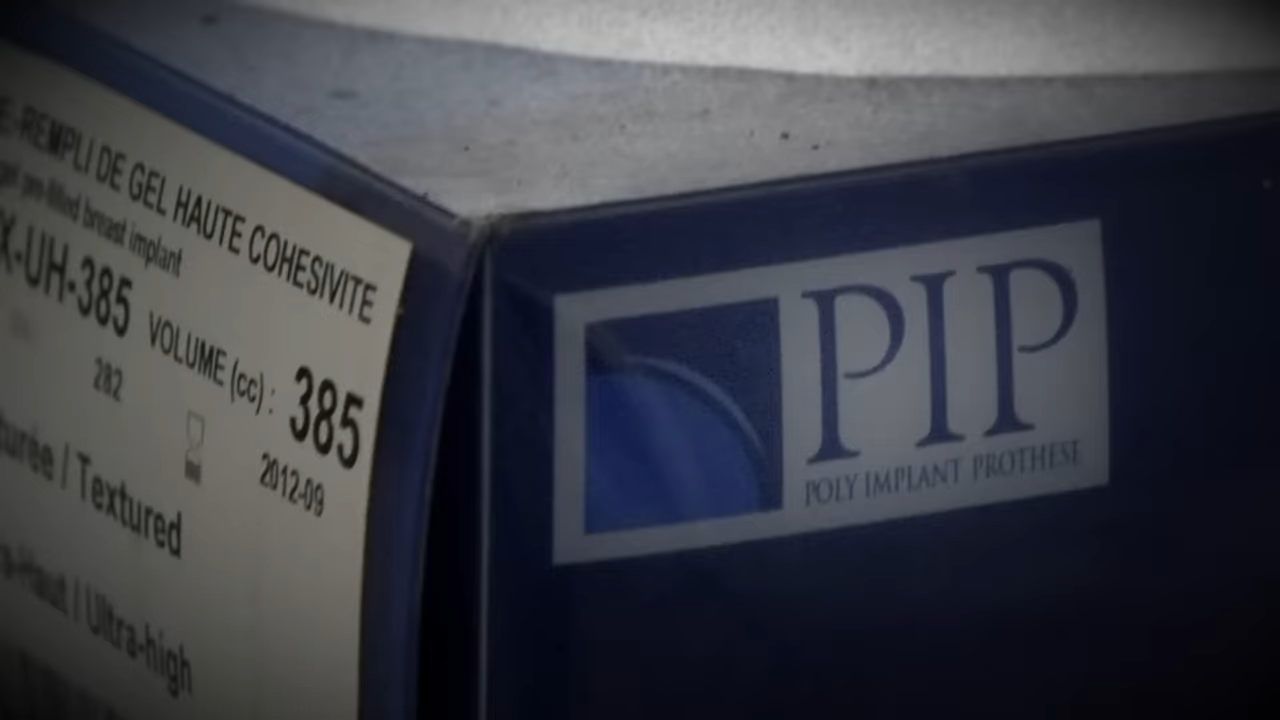 REMPLI DE GEL HAUTE COHESIVITE
gel pre-filled breast implant
X-UH-385 VOLUME (cc) : 385
282 2012-09
/ Textured
/ Ultra-high
PIP
POLY IMPLANT PROTHESE